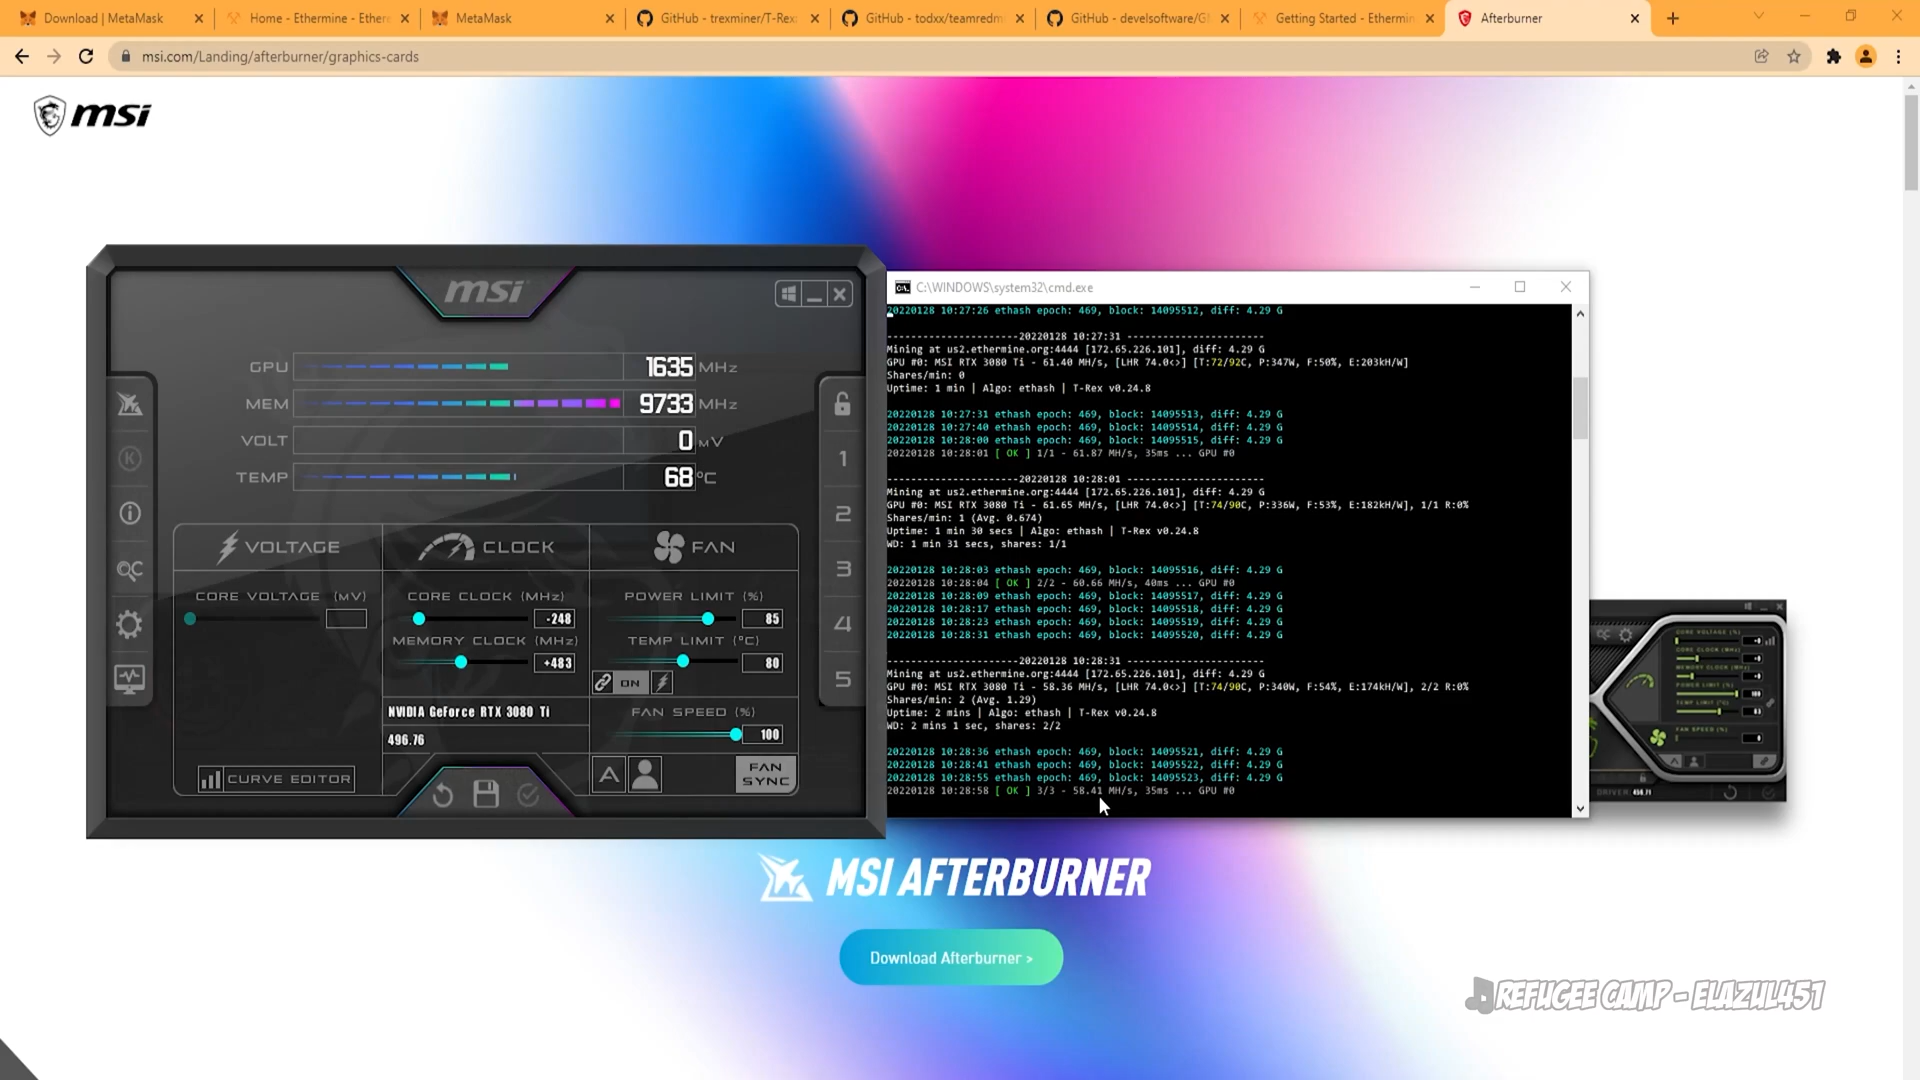 Download | MetaMask
Home - Ethermine - Ether
MetaMask
GitHub - trexminer/T-Rex
GitHub - todxx/teamredm
GitHub - develsoftware/G
Getting Started - Ethermin
Afterburner
msi.com/Landing/afterburner/graphics-cards
msi
msi
GPU 1635 MHz
MEM 9733 MHz
VOLT 0 MV
TEMP 68 °C
K
1
2
3
4
5
VOLTAGE
CLOCK
FAN
CORE VOLTAGE (MV)
CORE CLOCK (MHz)
-248
MEMORY CLOCK (MHz)
+483
POWER LIMIT (%)
85
TEMP LIMIT (°C)
80
ON
NVIDIA GeForce RTX 3080 Ti
496.76
FAN SPEED (%)
100
CURVE EDITOR
A
FAN
SYNC
C:\WINDOWS\system32\cmd.exe
20220128 10:27:26 ethash epoch: 469, block: 14095512, diff: 4.29 G
-----------------------20220128 10:27:31 ------------------------
Mining at us2.ethermine.org:4444 [172.65.226.101], diff: 4.29 G
GPU #0: MSI RTX 3080 Ti - 61.40 MH/s, [LHR 74.0<>] [T:72/92C, P:347W, F:50%, E:203kH/W]
Shares/min: 0
Uptime: 1 min | Algo: ethash | T-Rex v0.24.8
20220128 10:27:31 ethash epoch: 469, block: 14095513, diff: 4.29 G
20220128 10:27:40 ethash epoch: 469, block: 14095514, diff: 4.29 G
20220128 10:28:00 ethash epoch: 469, block: 14095515, diff: 4.29 G
20220128 10:28:01 [ OK ] 1/1 - 61.87 MH/s, 35ms ... GPU #0
-----------------------20220128 10:28:01 ------------------------
Mining at us2.ethermine.org:4444 [172.65.226.101], diff: 4.29 G
GPU #0: MSI RTX 3080 Ti - 61.65 MH/s, [LHR 74.0<>] [T:74/90C, P:336W, F:53%, E:182kH/W], 1/1 R:0%
Shares/min: 1 (Avg. 0.674)
Uptime: 1 min 30 secs | Algo: ethash | T-Rex v0.24.8
WD: 1 min 31 secs, shares: 1/1
20220128 10:28:03 ethash epoch: 469, block: 14095516, diff: 4.29 G
20220128 10:28:04 [ OK ] 2/2 - 60.66 MH/s, 40ms ... GPU #0
20220128 10:28:09 ethash epoch: 469, block: 14095517, diff: 4.29 G
20220128 10:28:17 ethash epoch: 469, block: 14095518, diff: 4.29 G
20220128 10:28:23 ethash epoch: 469, block: 14095519, diff: 4.29 G
20220128 10:28:31 ethash epoch: 469, block: 14095520, diff: 4.29 G
-----------------------20220128 10:28:31 ------------------------
Mining at us2.ethermine.org:4444 [172.65.226.101], diff: 4.29 G
GPU #0: MSI RTX 3080 Ti - 58.36 MH/s, [LHR 74.0<>] [T:74/90C, P:340W, F:54%, E:174kH/W], 2/2 R:0%
Shares/min: 2 (Avg. 1.29)
Uptime: 2 mins | Algo: ethash | T-Rex v0.24.8
WD: 2 mins 1 sec, shares: 2/2
20220128 10:28:36 ethash epoch: 469, block: 14095521, diff: 4.29 G
20220128 10:28:41 ethash epoch: 469, block: 14095522, diff: 4.29 G
20220128 10:28:55 ethash epoch: 469, block: 14095523, diff: 4.29 G
20220128 10:28:58 [ OK ] 3/3 - 58.41 MH/s, 35ms ... GPU #0
MSI AFTERBURNER
Download Afterburner >
REFUGEE CAMP - ELAZUL451